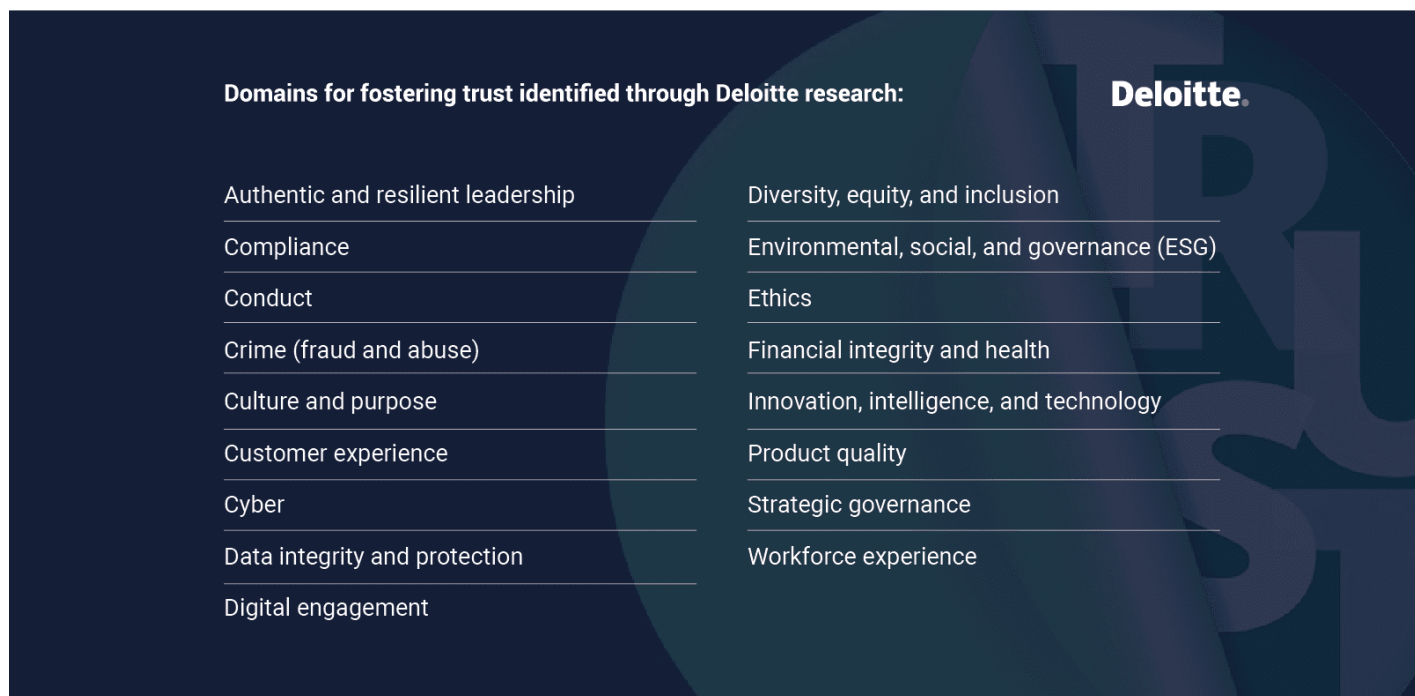 Domains for fostering trust identified through Deloitte research:
Deloitte.
Authentic and resilient leadership
Compliance
Conduct
Crime (fraud and abuse)
Culture and purpose
Customer experience
Cyber
Data integrity and protection
Digital engagement
Diversity, equity, and inclusion
Environmental, social, and governance (ESG)
Ethics
Financial integrity and health
Innovation, intelligence, and technology
Product quality
Strategic governance
Workforce experience
TRUST